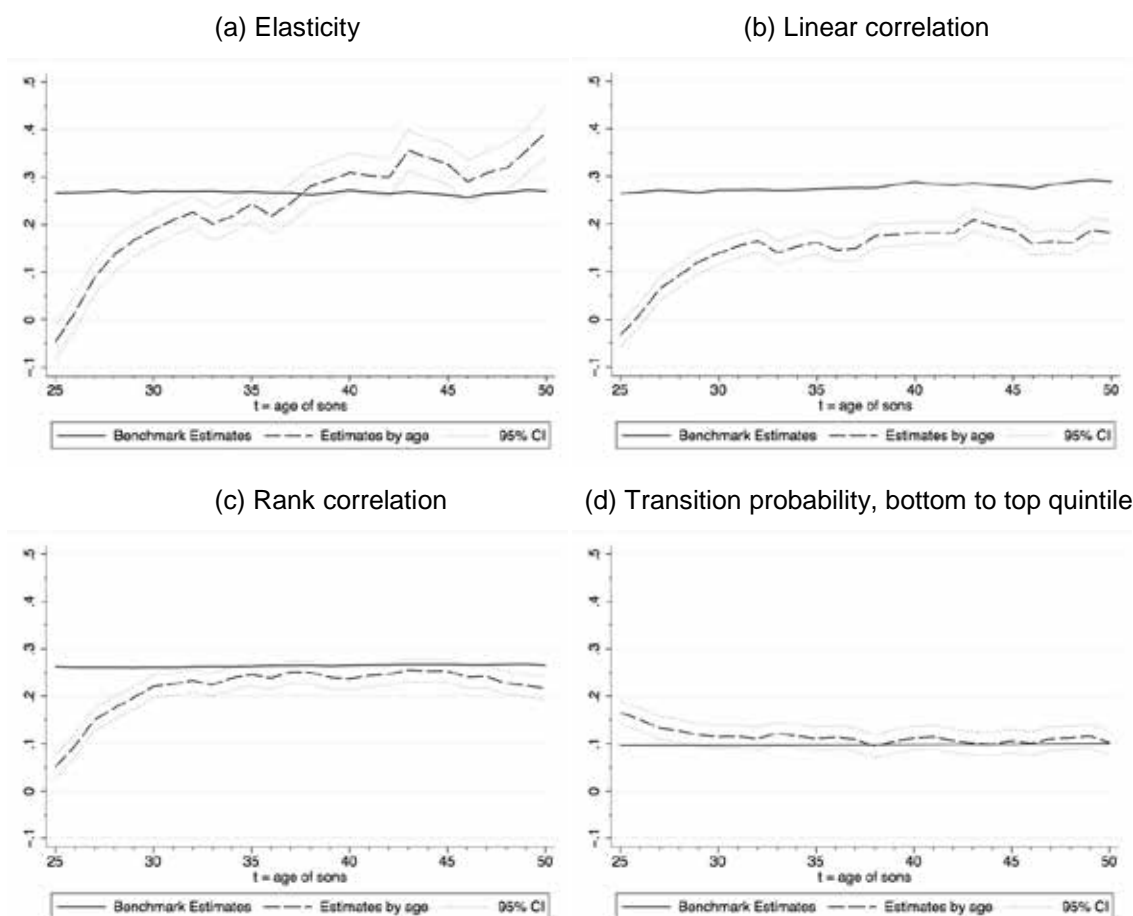 (a) Elasticity
.5
.4
.3
.2
.1
0
-.1
25 30 35 40 45 50
t = age of sons
Benchmark Estimates Estimates by age 95% CI
(b) Linear correlation
.5
.4
.3
.2
.1
0
-.1
25 30 35 40 45 50
t = age of sons
Benchmark Estimates Estimates by age 95% CI
(c) Rank correlation
.5
.4
.3
.2
.1
0
-.1
25 30 35 40 45 50
t = age of sons
Benchmark Estimates Estimates by age 95% CI
(d) Transition probability, bottom to top quintile
.5
.4
.3
.2
.1
0
-.1
25 30 35 40 45 50
t = age of sons
Benchmark Estimates Estimates by age 95% CI